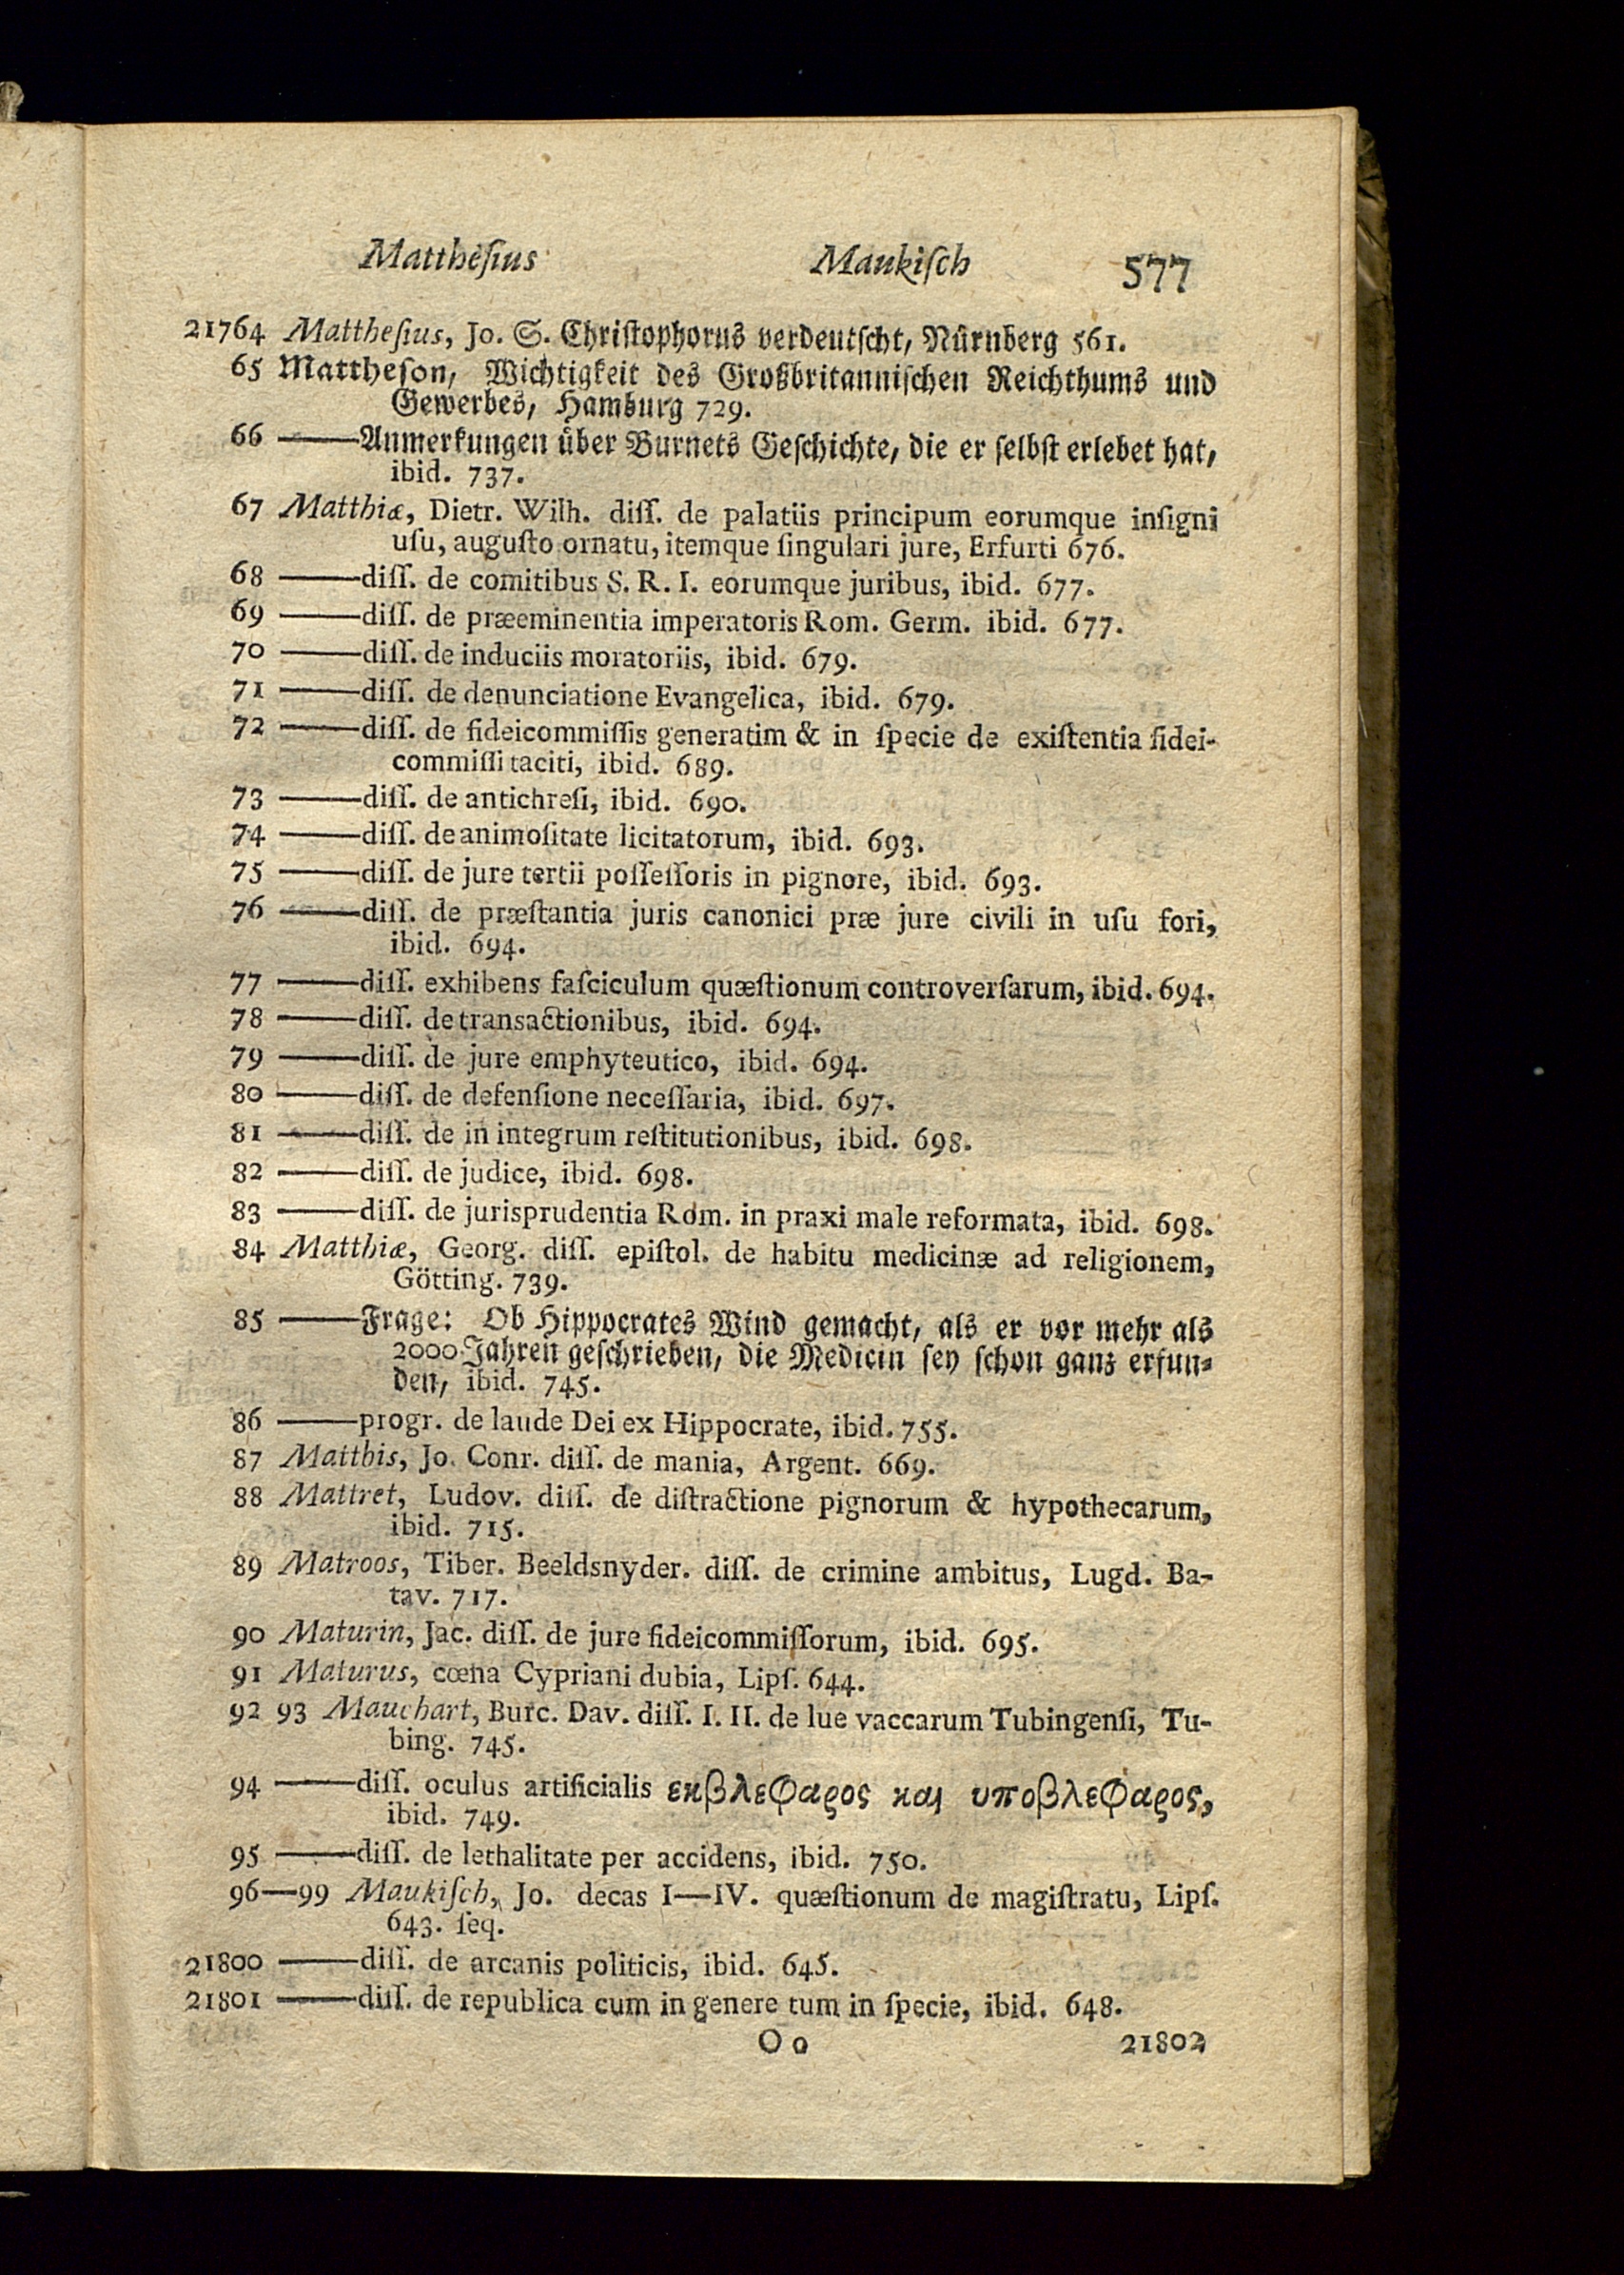 Matthesius Maukisch 577
21764 Matthesius, Jo. S. Christophorus verdeutscht, Nürnberg 561.
65 Mattheson, Wichtigkeit des Großbritannischen Reichthums und
Gewerbes, Hamburg 729.
66 —— Anmerkungen über Burnets Geschichte, die er selbst erlebet hat,
ibid. 737.
67 Matthiæ, Dietr. Wilh. diss. de palatiis principum eorumque insigni
usu, augusto ornatu, itemque singulari jure, Erfurti 676.
68 —— diss. de comitibus S. R. I. eorumque juribus, ibid. 677.
69 —— diss. de præeminentia imperatoris Rom. Germ. ibid. 677.
70 —— diss. de induciis moratoriis, ibid. 679.
71 —— diss. de denunciatione Evangelica, ibid. 679.
72 —— diss. de fideicommissis generatim & in specie de existentia fidei-
commissi taciti, ibid. 689.
73 —— diss. de antichresi, ibid. 690.
74 —— diss. de animositate licitatorum, ibid. 693.
75 —— diss. de jure tertii possessoris in pignore, ibid. 693.
76 —— diss. de præstantia juris canonici præ jure civili in usu fori,
ibid. 694.
77 —— diss. exhibens fasciculum quæstionum controversarum, ibid. 694.
78 —— diss. de transactionibus, ibid. 694.
79 —— diss. de jure emphyteutico, ibid. 694.
80 —— diss. de defensione necessaria, ibid. 697.
81 —— diss. de in integrum restitutionibus, ibid. 698.
82 —— diss. de judice, ibid. 698.
83 —— diss. de jurisprudentia Rom. in praxi male reformata, ibid. 698.
84 Matthiæ, Georg. diss. epistol. de habitu medicinæ ad religionem,
Götting. 739.
85 —— Frage: Ob Hippocrates Wind gemacht, als er vor mehr als
2000 Jahren geschrieben, die Medicin sey schon ganz erfun-
den, ibid. 745.
86 —— progr. de laude Dei ex Hippocrate, ibid. 755.
87 Matthis, Jo. Conr. diss. de mania, Argent. 669.
88 Mattret, Ludov. diss. de distractione pignorum & hypothecarum,
ibid. 715.
89 Matroos, Tiber. Beeldsnyder. diss. de crimine ambitus, Lugd. Ba-
tav. 717.
90 Maturin, Jac. diss. de jure fideicommissorum, ibid. 695.
91 Maturus, cœna Cypriani dubia, Lips. 644.
92 93 Mauchart, Burc. Dav. diss. I. II. de lue vaccarum Tubingensi, Tu-
bing. 745.
94 —— diss. oculus artificialis εκβλεφαρος και υποβλεφαρος,
ibid. 749.
95 —— diss. de lethalitate per accidens, ibid. 750.
96—99 Maukisch, Jo. decas I—IV. quæstionum de magistratu, Lips.
643. seq.
21800 —— diss. de arcanis politicis, ibid. 645.
21801 —— diss. de republica cum in genere tum in specie, ibid. 648.
Oo 21802